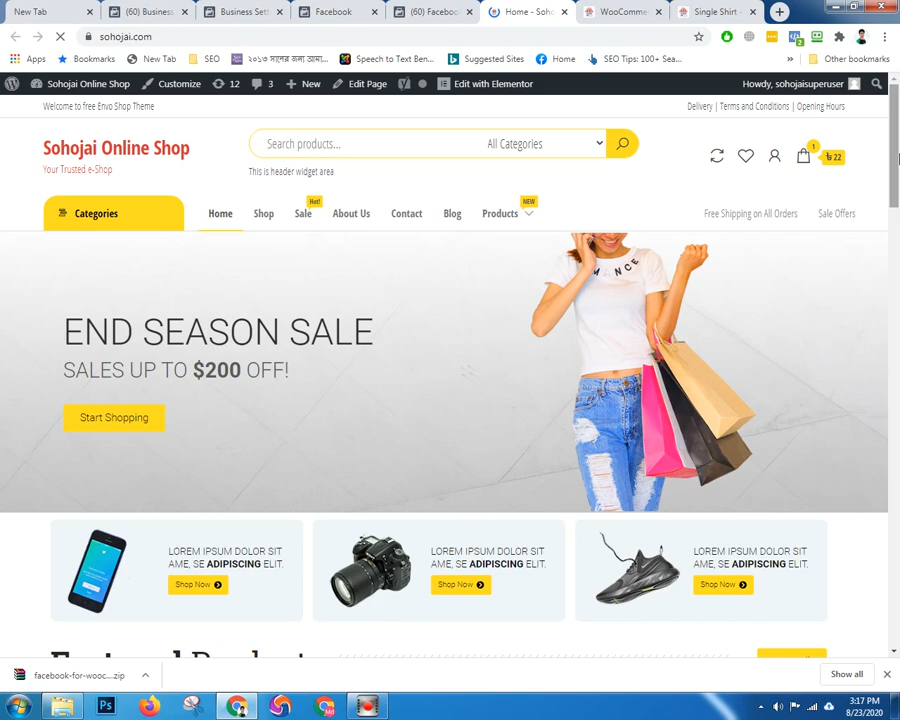 New Tab
(60) Business
Business Sett
Facebook
(60) Faceboo
Home - Soho
WooComme
Single Shirt -
sohojai.com
Apps
Bookmarks
New Tab
SEO
Speech to Text Ben...
Suggested Sites
Home
SEO Tips: 100+ Sea...
»
Other bookmarks
Sohojai Online Shop
Customize
12
3
New
Edit Page
Edit with Elementor
Howdy, sohojaisuperuser
Welcome to free Envo Shop Theme
Delivery | Terms and Conditions | Opening Hours
Sohojai Online Shop
Your Trusted e-Shop
Search products...
All Categories
This is header widget area
1
৳ 22
Categories
Home
Shop
Sale
Hot!
About Us
Contact
Blog
Products
NEW
Free Shipping on All Orders
Sale Offers
END SEASON SALE
SALES UP TO $200 OFF!
Start Shopping
LOREM IPSUM DOLOR SIT
AME, SE ADIPISCING ELIT.
Shop Now
LOREM IPSUM DOLOR SIT
AME, SE ADIPISCING ELIT.
Shop Now
LOREM IPSUM DOLOR SIT
AME, SE ADIPISCING ELIT.
Shop Now
facebook-for-wooc....zip
Show all
Ps
3:17 PM
8/23/2020